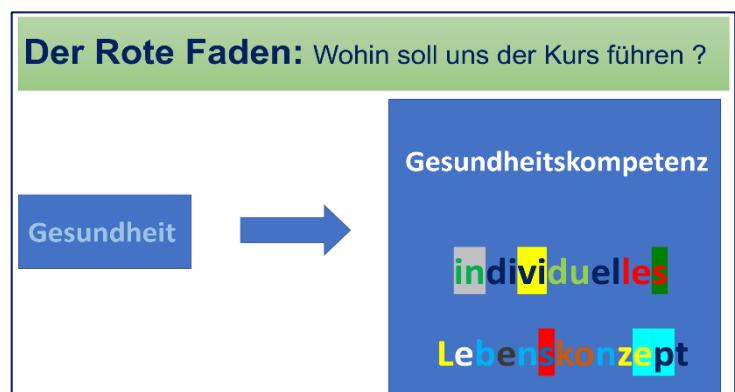 Der Rote Faden: Wohin soll uns der Kurs führen ?
Gesundheitskompetenz
Gesundheit
individuelles
Lebenskonzept